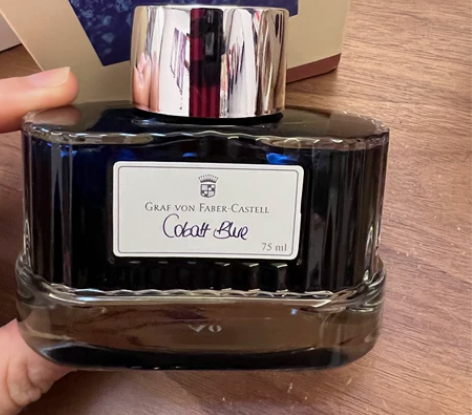 GRAF VON FABER-CASTELL
Cobalt Blue
75 ml